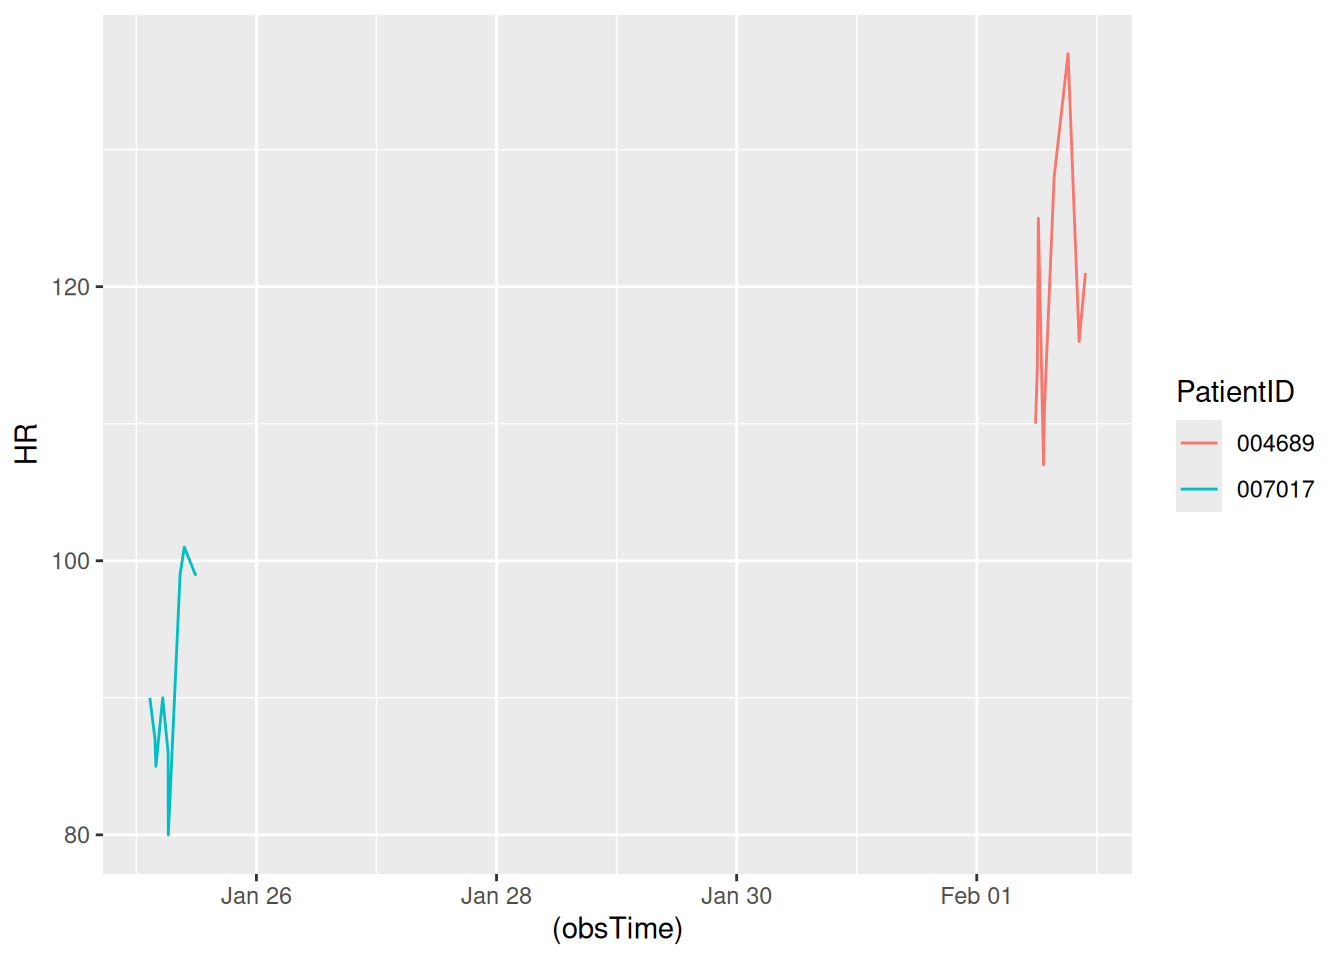 HR
120
100
80
Jan 26
Jan 28
Jan 30
Feb 01
(obsTime)
PatientID
004689
007017